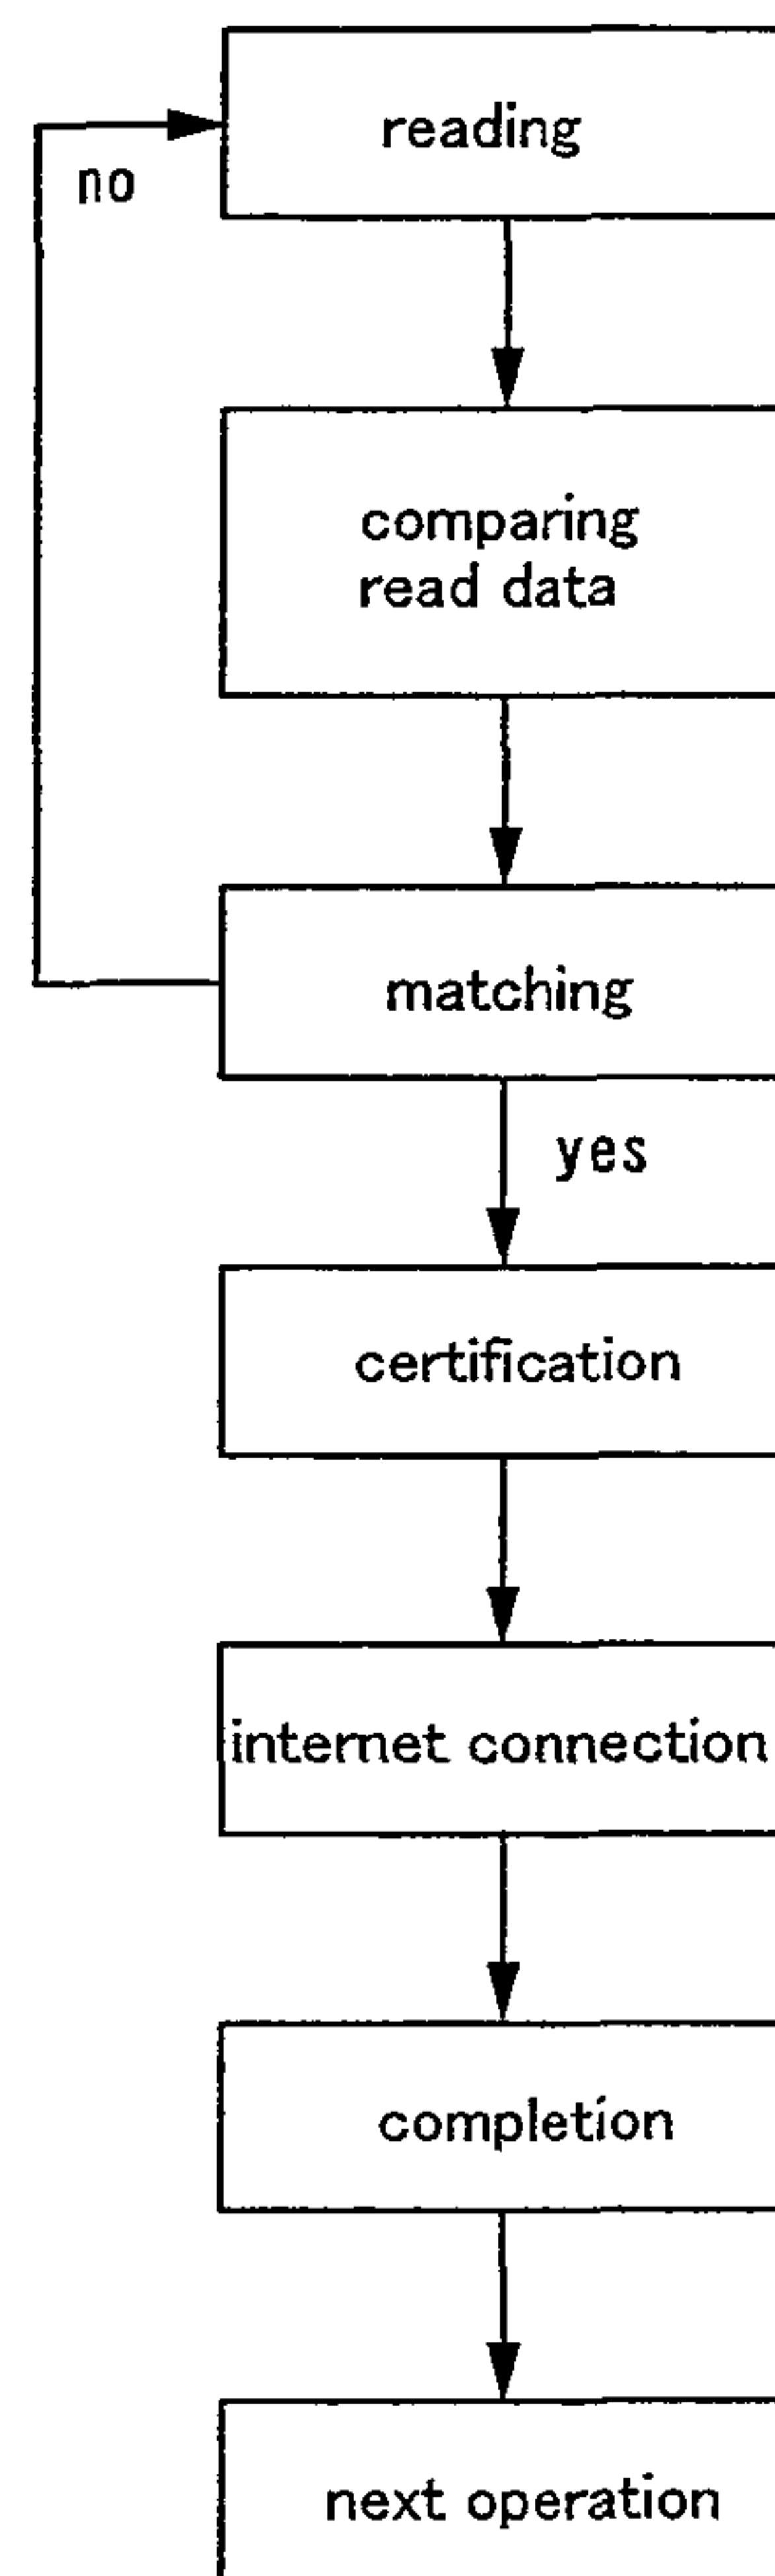 reading
no
comparing
read data
matching
yes
certification
internet connection
completion
next operation